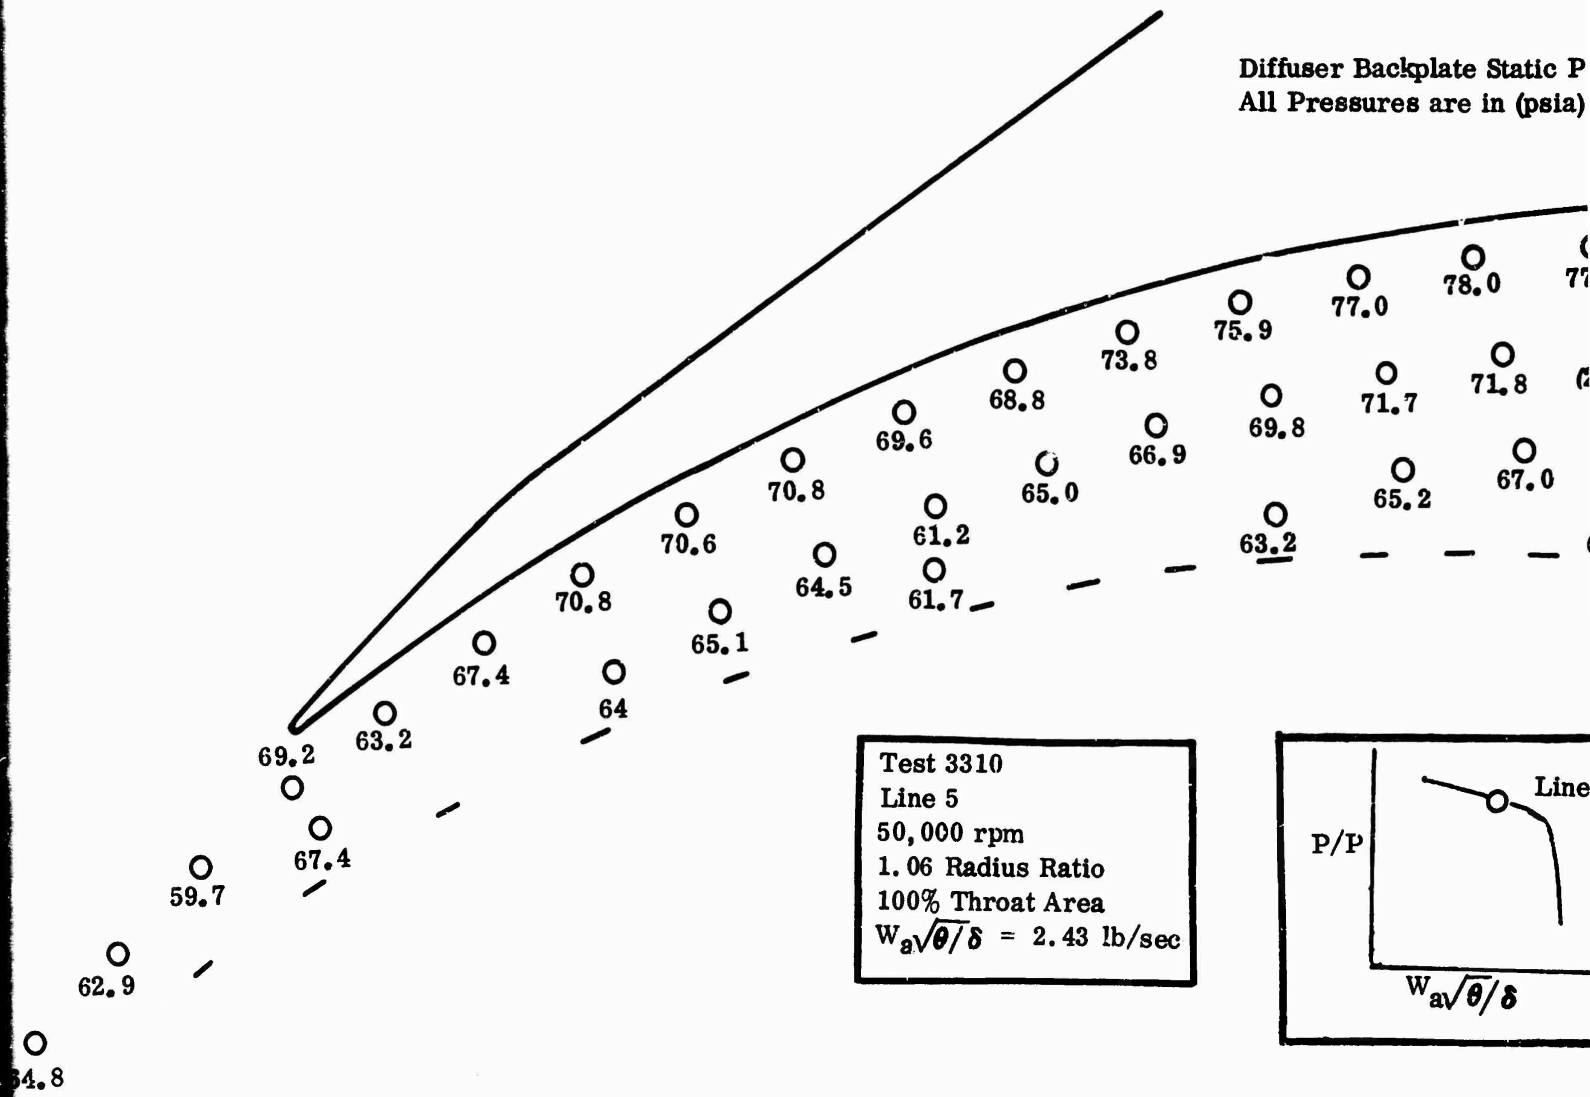 Diffuser Backplate Static P
All Pressures are in (psia)
78.0
77.0
75.9
73.8
71.8
71.7
68.8
69.8
69.6
66.9
67.0
65.2
65.0
70.8
61.2
63.2
70.6
64.5
61.7
70.8
65.1
67.4
64
63.2
69.2
67.4
59.7
62.9
4.8
Test 3310
Line 5
50,000 rpm
1.06 Radius Ratio
100% Throat Area
Wa√θ/δ = 2.43 lb/sec
Line
P/P
Wa√θ/δ